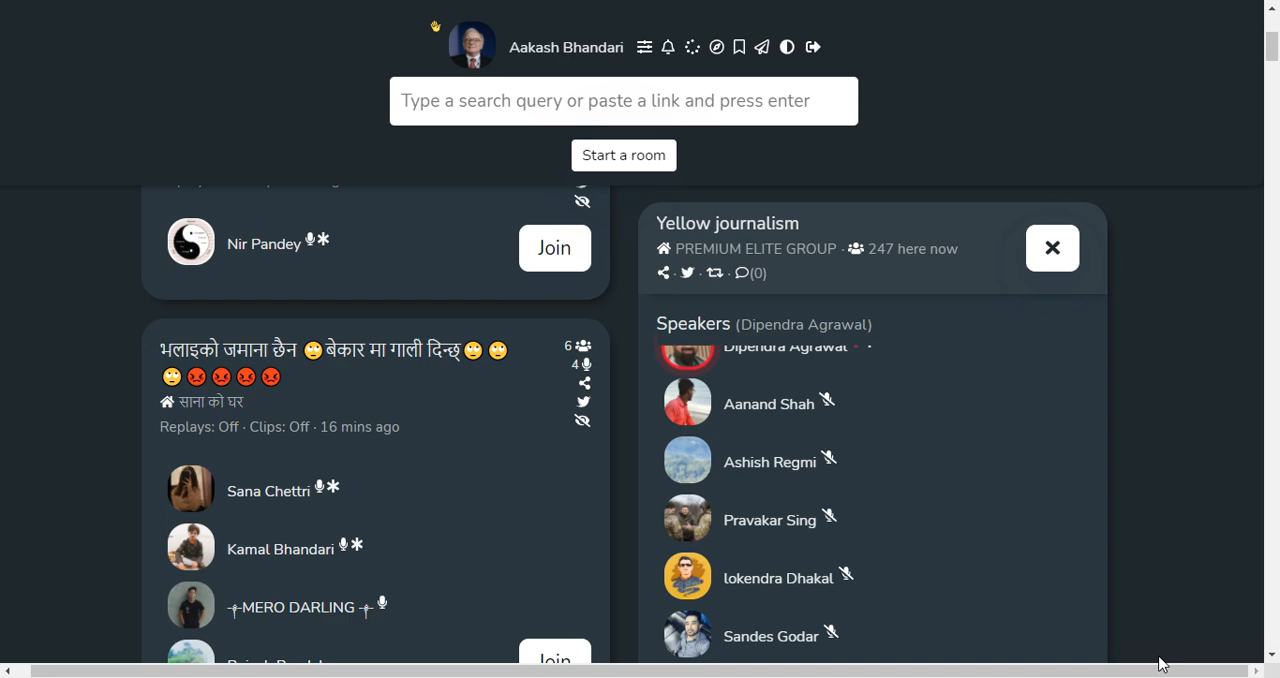 Aakash Bhandari
Type a search query or paste a link and press enter
Start a room
Nir Pandey
Join
भलाइको जमाना छैन 🙄बेकार मा गाली दिन्छ्🙄🙄
🙄😡😡😡😡
साना को घर
Replays: Off · Clips: Off · 16 mins ago
6
4
Sana Chettri
Kamal Bhandari
MERO DARLING
Join
Yellow journalism
PREMIUM ELITE GROUP · 247 here now
(0)
Speakers (Dipendra Agrawal)
Dipendra Agrawal
Aanand Shah
Ashish Regmi
Pravakar Sing
lokendra Dhakal
Sandes Godar